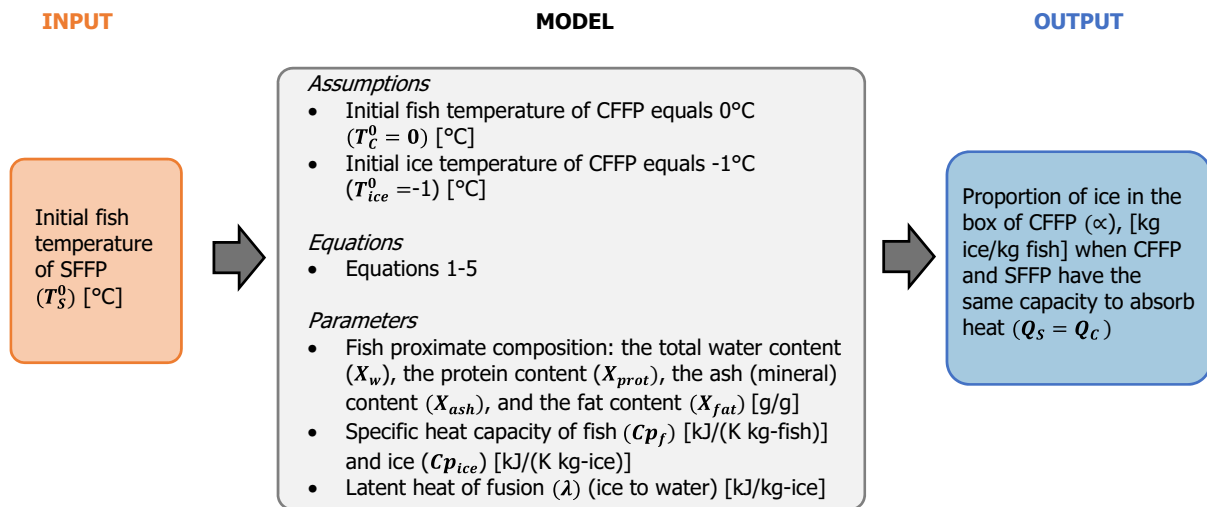 INPUT
MODEL
OUTPUT
Initial fish
temperature
of SFFP
(T_S^0) [°C]
Assumptions
• Initial fish temperature of CFFP equals 0°C
(T_C^0 = 0) [°C]
• Initial ice temperature of CFFP equals -1°C
(T_ice^0 =-1) [°C]
Equations
• Equations 1-5
Parameters
• Fish proximate composition: the total water content
(X_w), the protein content (X_prot), the ash (mineral)
content (X_ash), and the fat content (X_fat) [g/g]
• Specific heat capacity of fish (Cp_f) [kJ/(K kg-fish)]
and ice (Cp_ice) [kJ/(K kg-ice)]
• Latent heat of fusion (λ) (ice to water) [kJ/kg-ice]
Proportion of ice in the
box of CFFP (∝), [kg
ice/kg fish] when CFFP
and SFFP have the
same capacity to absorb
heat (Q_S = Q_C)